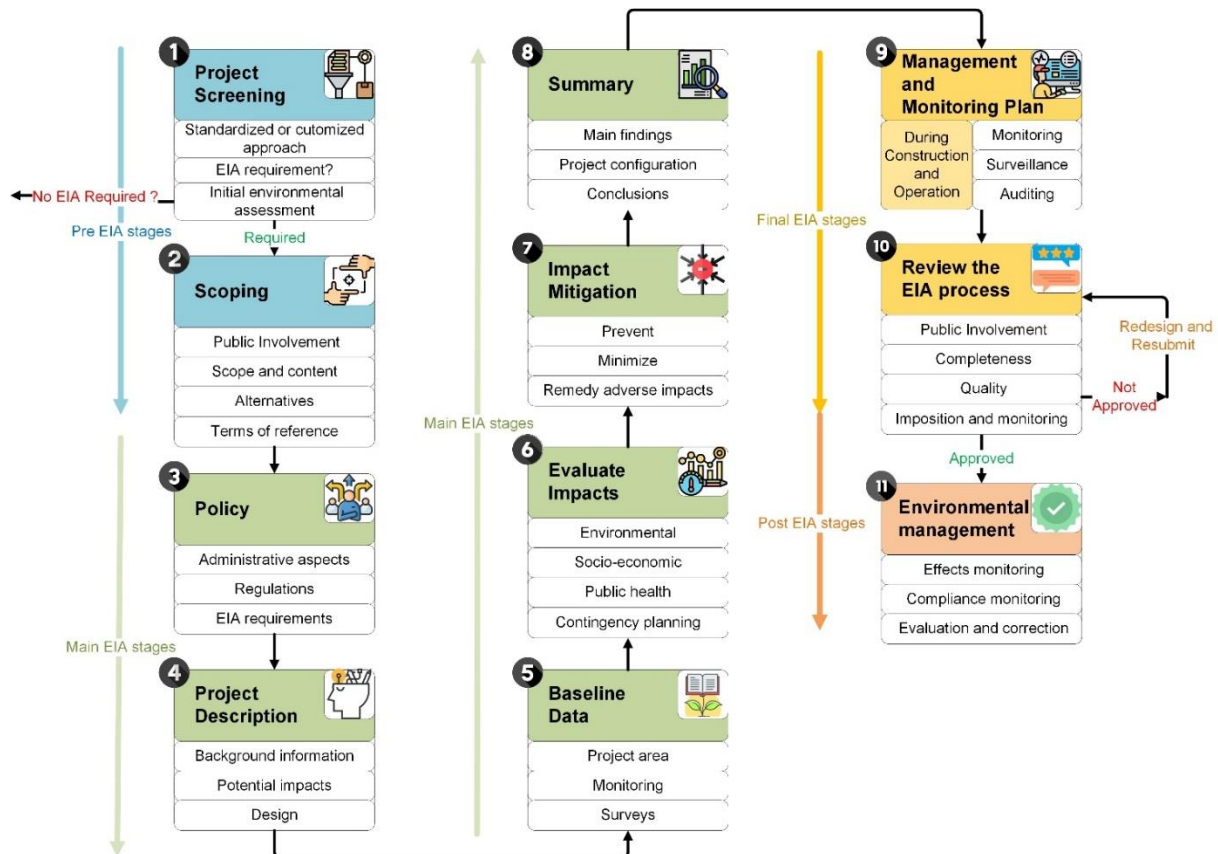 1
Project
Screening
Standardized or cutomized
approach
EIA requirement?
Initial environmental
assessment
No EIA Required ?
Pre EIA stages
Required
2
Scoping
Public Involvement
Scope and content
Alternatives
Terms of reference
3
Policy
Administrative aspects
Regulations
EIA requirements
Main EIA stages
4
Project
Description
Background information
Potential impacts
Design
5
Baseline
Data
Project area
Monitoring
Surveys
6
Evaluate
Impacts
Environmental
Socio-economic
Public health
Contingency planning
Main EIA stages
7
Impact
Mitigation
Prevent
Minimize
Remedy adverse impacts
8
Summary
Main findings
Project configuration
Conclusions
9
Management
and
Monitoring Plan
During
Construction
and
Operation
Monitoring
Surveillance
Auditing
Final EIA stages
10
Review the
EIA process
Public Involvement
Completeness
Quality
Imposition and monitoring
Redesign and
Resubmit
Not
Approved
Approved
Post EIA stages
11
Environmental
management
Effects monitoring
Compliance monitoring
Evaluation and correction